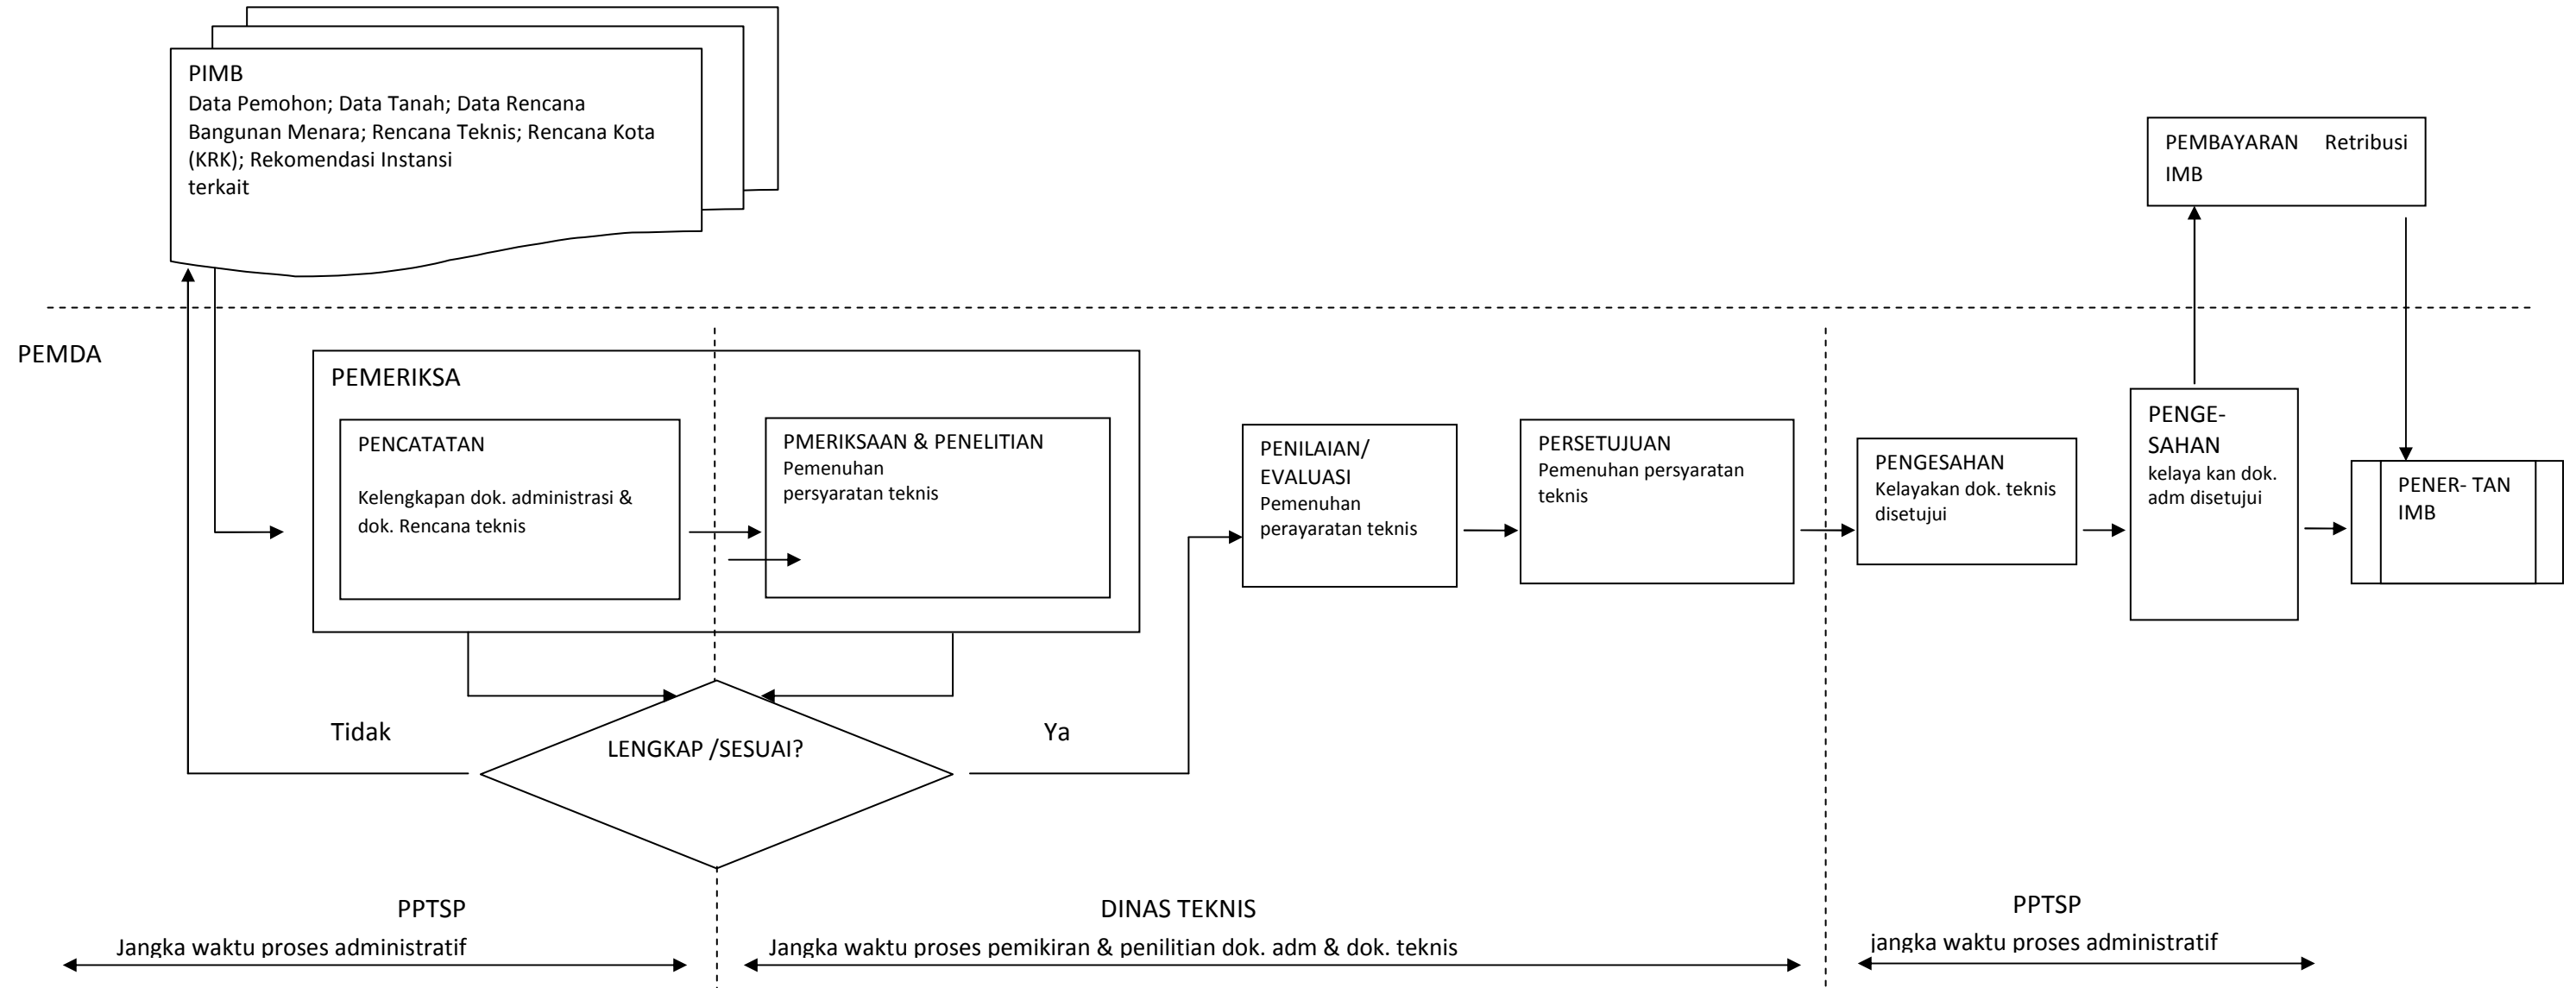 PIMB
Data Pemohon; Data Tanah; Data Rencana
Bangunan Menara; Rencana Teknis; Rencana Kota
(KRK); Rekomendasi Instansi
terkait
PEMBAYARAN Retribusi
IMB
PEMDA
PEMERIKSA
PENCATATAN
Kelengkapan dok. administrasi &
dok. Rencana teknis
PMERIKSAAN & PENELITIAN
Pemenuhan
persyaratan teknis
PENILAIAN/
EVALUASI
Pemenuhan
perayaratan teknis
PERSETUJUAN
Pemenuhan persyaratan
teknis
PENGESAHAN
Kelayakan dok. teknis
disetujui
PENGE-
SAHAN
kelaya kan dok.
adm disetujui
PENER- TAN
IMB
Tidak
LENGKAP /SESUAI?
Ya
PPTSP
Jangka waktu proses administratif
DINAS TEKNIS
Jangka waktu proses pemikiran & penilitian dok. adm & dok. teknis
PPTSP
jangka waktu proses administratif